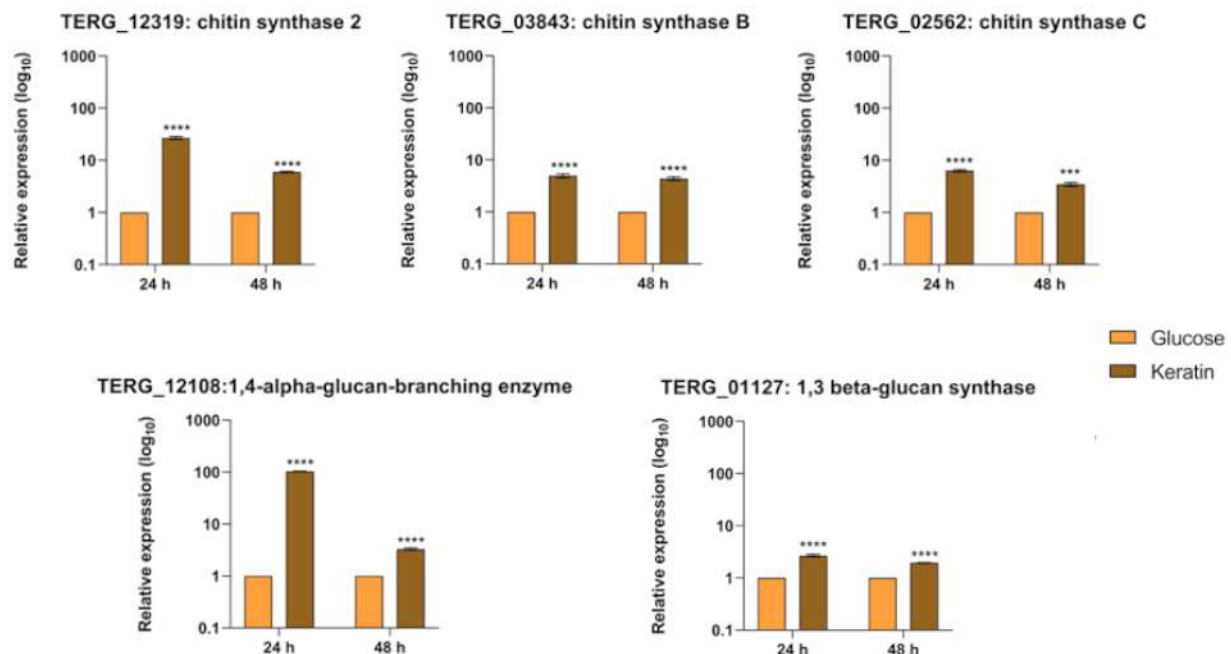 TERG_12319: chitin synthase 2
TERG_03843: chitin synthase B
TERG_02562: chitin synthase C
Relative expression (log10)
1000
100
10
1
0.1
****
****
24 h
48 h
Relative expression (log10)
1000
100
10
1
0.1
****
****
24 h
48 h
Relative expression (log10)
1000
100
10
1
0.1
****
***
24 h
48 h
Glucose
Keratin
TERG_12108:1,4-alpha-glucan-branching enzyme
TERG_01127: 1,3 beta-glucan synthase
Relative expression (log10)
1000
100
10
1
0.1
****
****
24 h
48 h
Relative expression (log10)
1000
100
10
1
0.1
****
****
24 h
48 h